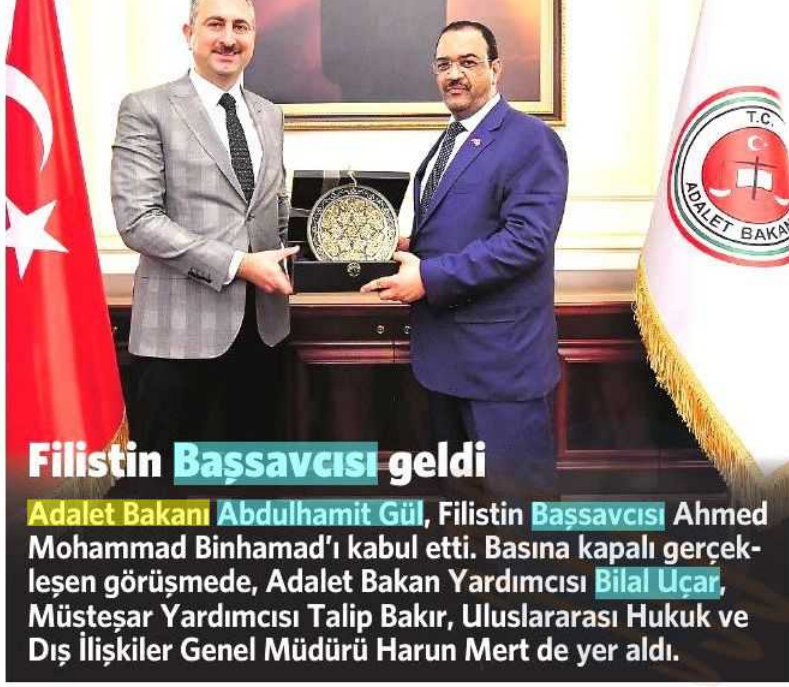 T.C.
ADALET BAKAN
Filistin Başsavcısı geldi
Adalet Bakanı Abdulhamit Gül, Filistin Başsavcısı Ahmed
Mohammad Binhamad'ı kabul etti. Basına kapalı gerçek-
leşen görüşmede, Adalet Bakan Yardımcısı Bilal Uçar,
Müsteşar Yardımcısı Talip Bakır, Uluslararası Hukuk ve
Dış İlişkiler Genel Müdürü Harun Mert de yer aldı.